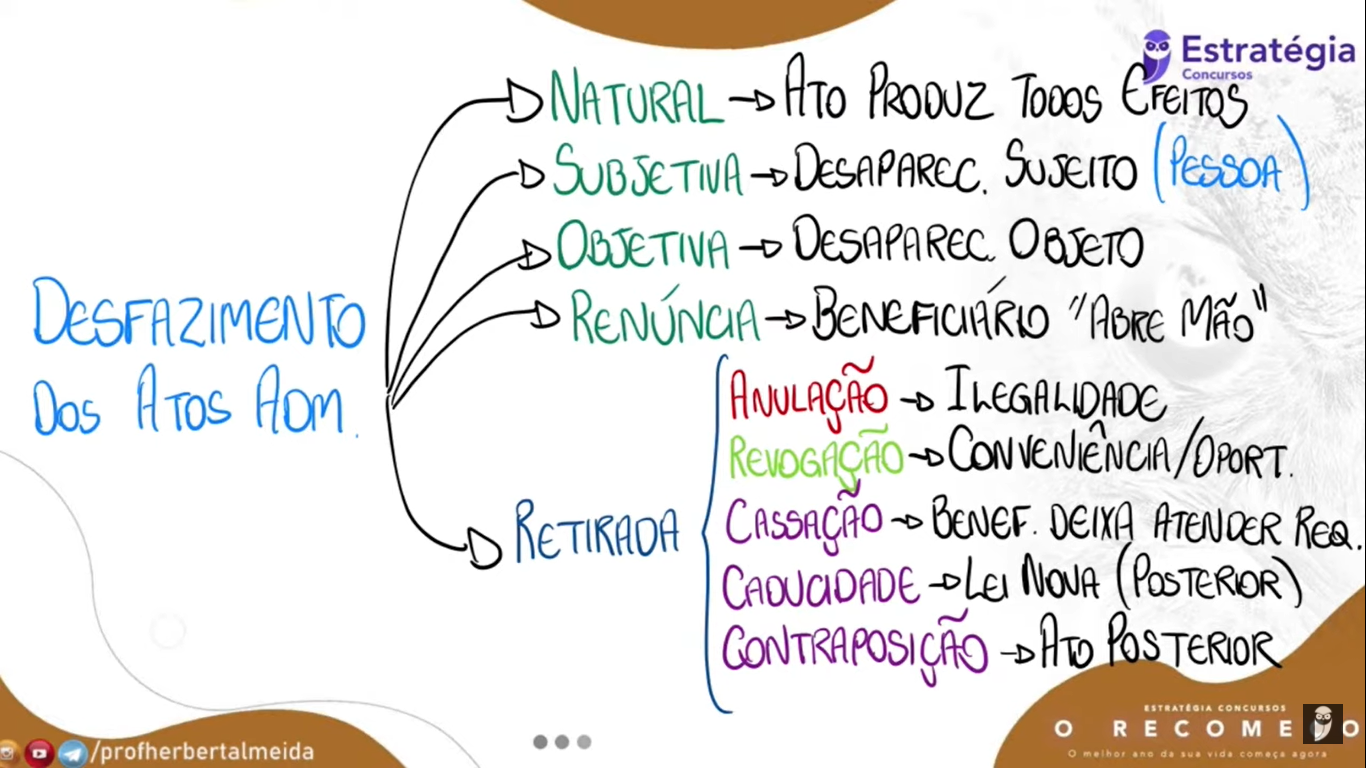 Estratégia
Concursos
NATURAL → ATO PRODUZ TODOS EFEITOS
SUBJETIVA → DESAPAREC. SUJEITO (PESSOA)
OBJETIVA → DESAPAREC. OBJETO
RENÚNCIA → BENEFICIÁRIO "ABRE MÃO"
DESFAZIMENTO
DOS ATOS ADM.
RETIRADA
ANULAÇÃO → ILEGALIDADE
REVOGAÇÃO → CONVENIÊNCIA/OPORT.
CASSAÇÃO → BENEF. DEIXA ATENDER REQ.
CADUCIDADE → LEI NOVA (POSTERIOR)
CONTRAPOSIÇÃO → ATO POSTERIOR
/profherbertalmeida
ESTRATÉGIA CONCURSOS
O RECOMEÇO
O melhor ano da sua vida começa agora